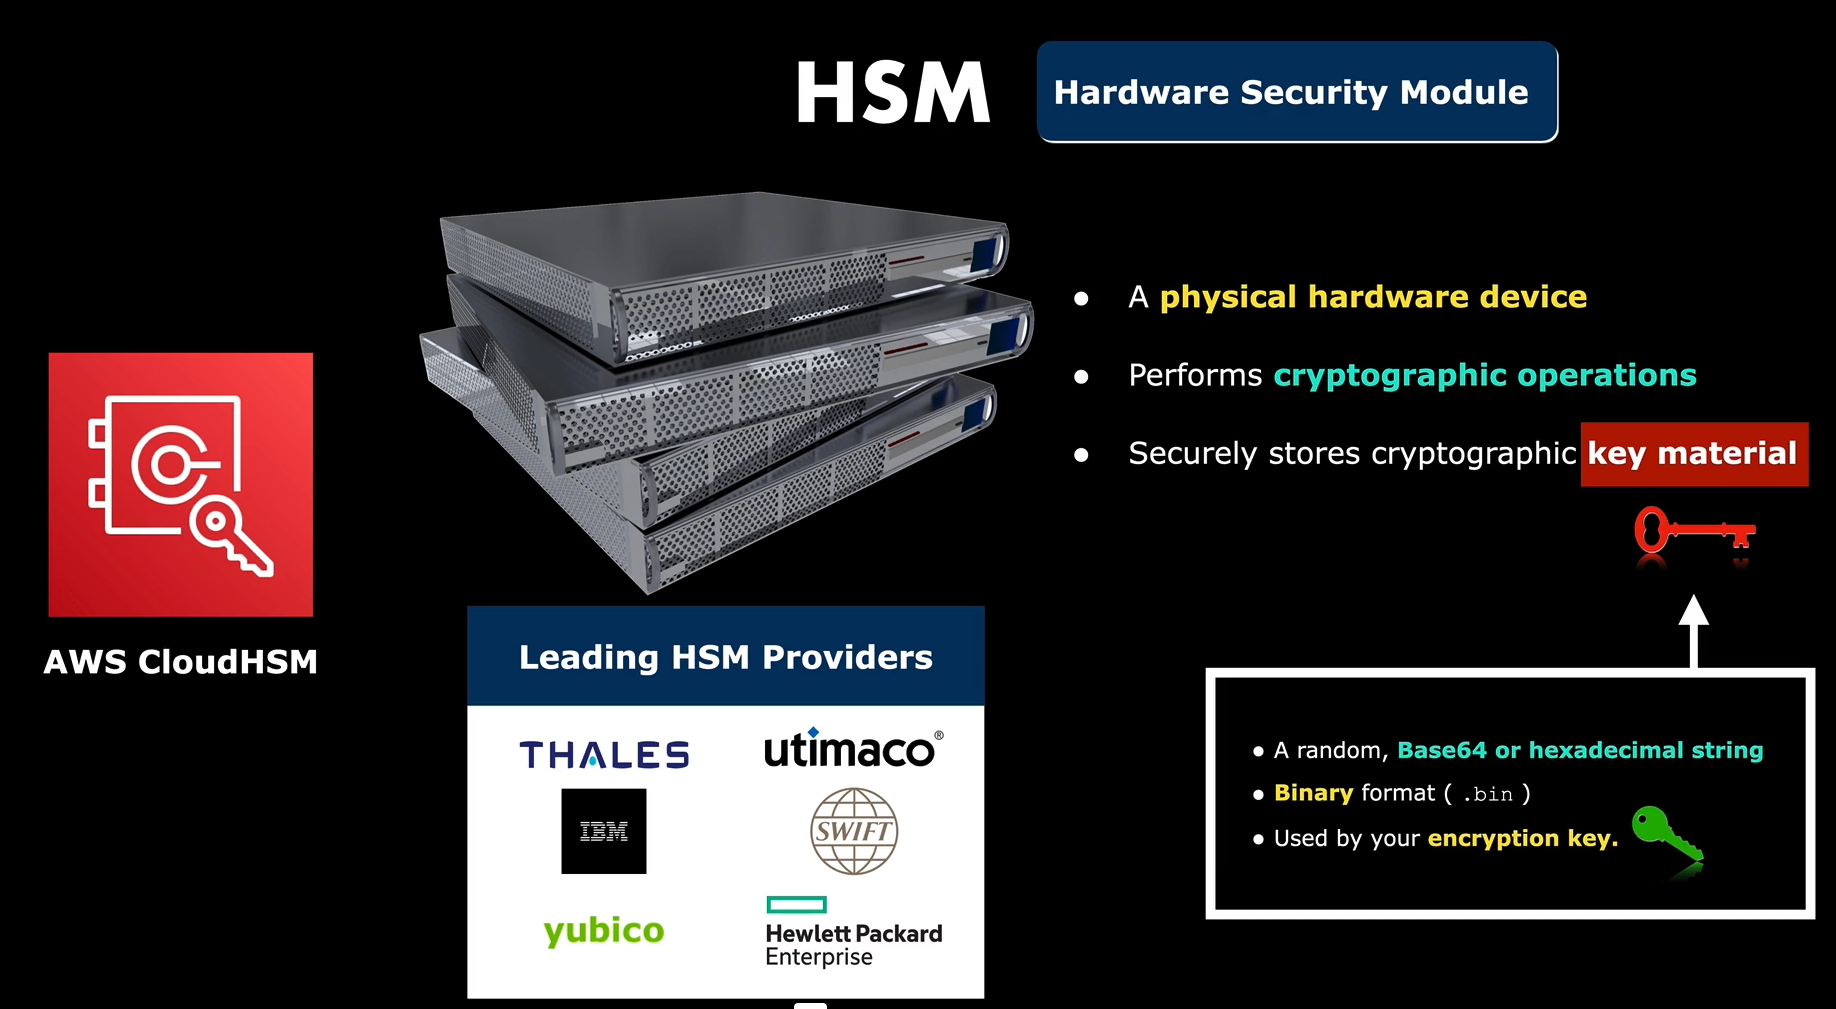 HSM
Hardware Security Module
A physical hardware device
Performs cryptographic operations
Securely stores cryptographic key material
AWS CloudHSM
Leading HSM Providers
THALES
utimaco®
IBM
SWIFT
yubico
Hewlett Packard
Enterprise
A random, Base64 or hexadecimal string
Binary format ( .bin )
Used by your encryption key.